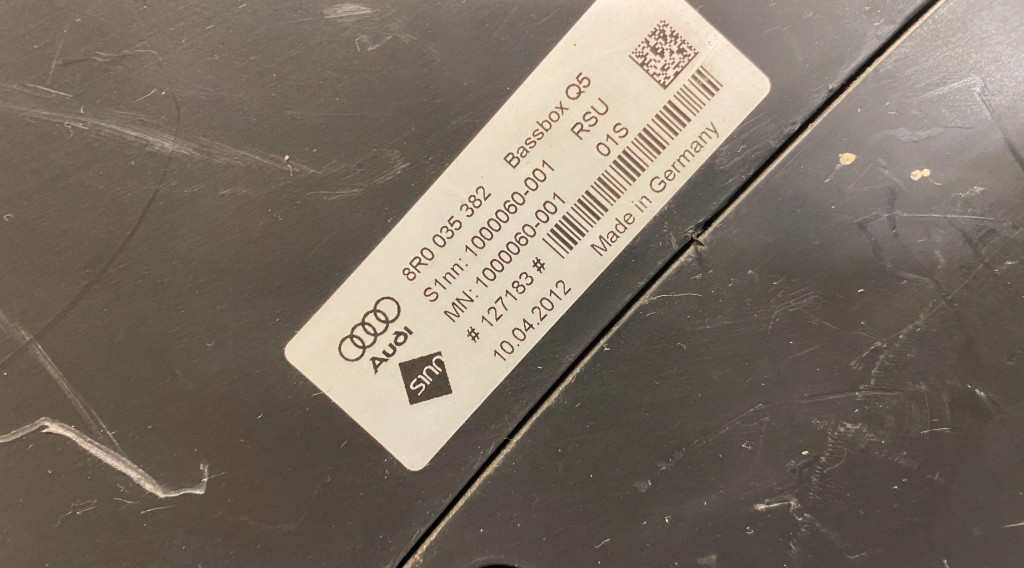 8R0 035 382 Bassbox Q5
S1nn: 1000060-001 RSU
MN: 1000060-001 01S
# 127183 #
10.04.2012 Made in Germany
Audi
s1nn